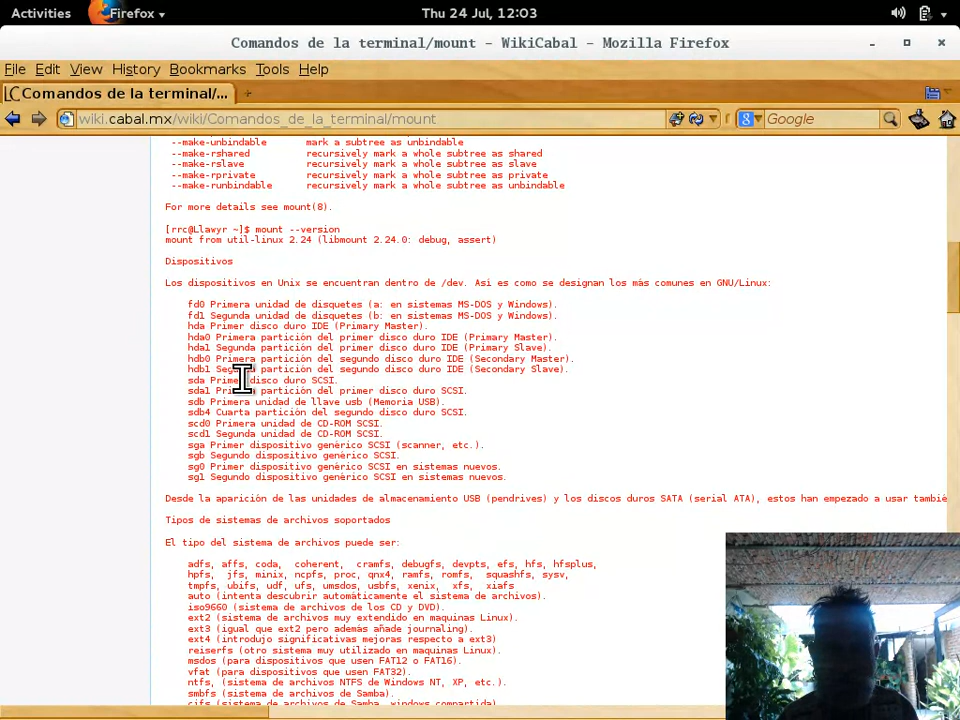 Activities Firefox Thu 24 Jul, 12:03
Comandos de la terminal/mount - WikiCabal - Mozilla Firefox
File Edit View History Bookmarks Tools Help
Comandos de la terminal/...
wiki.cabal.mx/wiki/Comandos_de_la_terminal/mount Google
--make-unbindable mark a subtree as unbindable
--make-rshared recursively mark a whole subtree as shared
--make-rslave recursively mark a whole subtree as slave
--make-rprivate recursively mark a whole subtree as private
--make-runbindable recursively mark a whole subtree as unbindable
For more details see mount(8).
[rrc@Llawyr ~]$ mount --version
mount from util-linux 2.24 (libmount 2.24.0: debug, assert)
Dispositivos
Los dispositivos en Unix se encuentran dentro de /dev. Así es como se designan los más comunes en GNU/Linux:
fd0 Primera unidad de disquetes (a: en sistemas MS-DOS y Windows).
fd1 Segunda unidad de disquetes (b: en sistemas MS-DOS y Windows).
hda Primer disco duro IDE (Primary Master).
hda0 Primera partición del primer disco duro IDE (Primary Master).
hda1 Segunda partición del primer disco duro IDE (Primary Slave).
hdb0 Primera partición del segundo disco duro IDE (Secondary Master).
hdb1 Segunda partición del segundo disco duro IDE (Secondary Slave).
sda Primer disco duro SCSI.
sda1 Primera partición del primer disco duro SCSI.
sdb Primera unidad de llave usb (Memoria USB).
sdb4 Cuarta partición del segundo disco duro SCSI.
scd0 Primera unidad de CD-ROM SCSI.
scd1 Segunda unidad de CD-ROM SCSI.
sga Primer dispositivo genérico SCSI (scanner, etc.).
sgb Segundo dispositivo genérico SCSI.
sg0 Primer dispositivo genérico SCSI en sistemas nuevos.
sg1 Segundo dispositivo genérico SCSI en sistemas nuevos.
Desde la aparición de las unidades de almacenamiento USB (pendrives) y los discos duros SATA (serial ATA), estos han empezado a usar tambié
Tipos de sistemas de archivos soportados
El tipo del sistema de archivos puede ser:
adfs, affs, coda, coherent, cramfs, debugfs, devpts, efs, hfs, hfsplus,
hpfs, jfs, minix, ncpfs, proc, qnx4, ramfs, romfs, squashfs, sysv,
tmpfs, ubifs, udf, ufs, umsdos, usbfs, xenix, xfs, xiafs
auto (intenta descubrir automáticamente el sistema de archivos).
iso9660 (sistema de archivos de los CD y DVD).
ext2 (sistema de archivos muy extendido en maquinas Linux).
ext3 (igual que ext2 pero además añade journaling).
ext4 (introdujo significativas mejoras respecto a ext3)
reiserfs (otro sistema muy utilizado en maquinas Linux).
msdos (para dispositivos que usen FAT12 o FAT16).
vfat (para dispositivos que usen FAT32).
ntfs, (sistema de archivos NTFS de Windows NT, XP, etc.).
smbfs (sistema de archivos de Samba).
cifs (sistema de archivos de Samba, windows compartida)